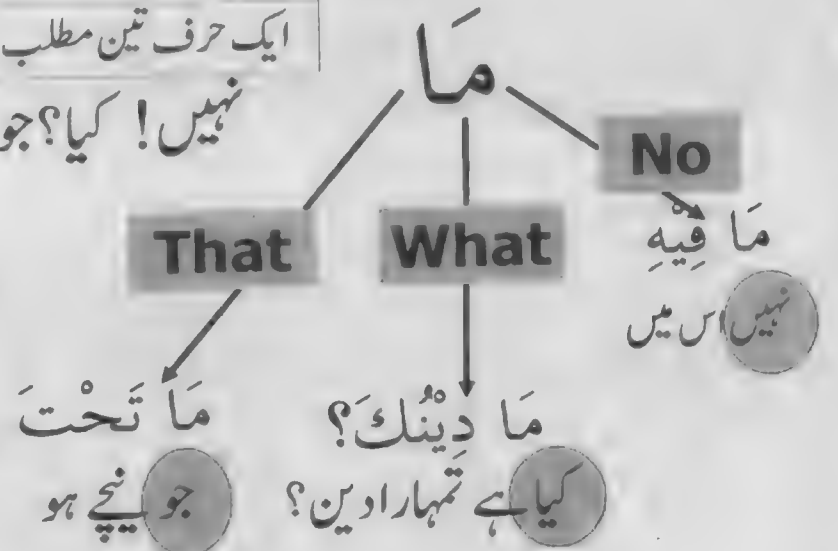 ایک حرف تین مطلب
نہیں! کیا؟ جو
مَا
No
What
That
مَا فِيْهِ
نہیں اس میں
مَا دِيْنُكَ؟
کیا ہے تمہارا دین؟
مَا تَحْتَ
جو نیچے ہو